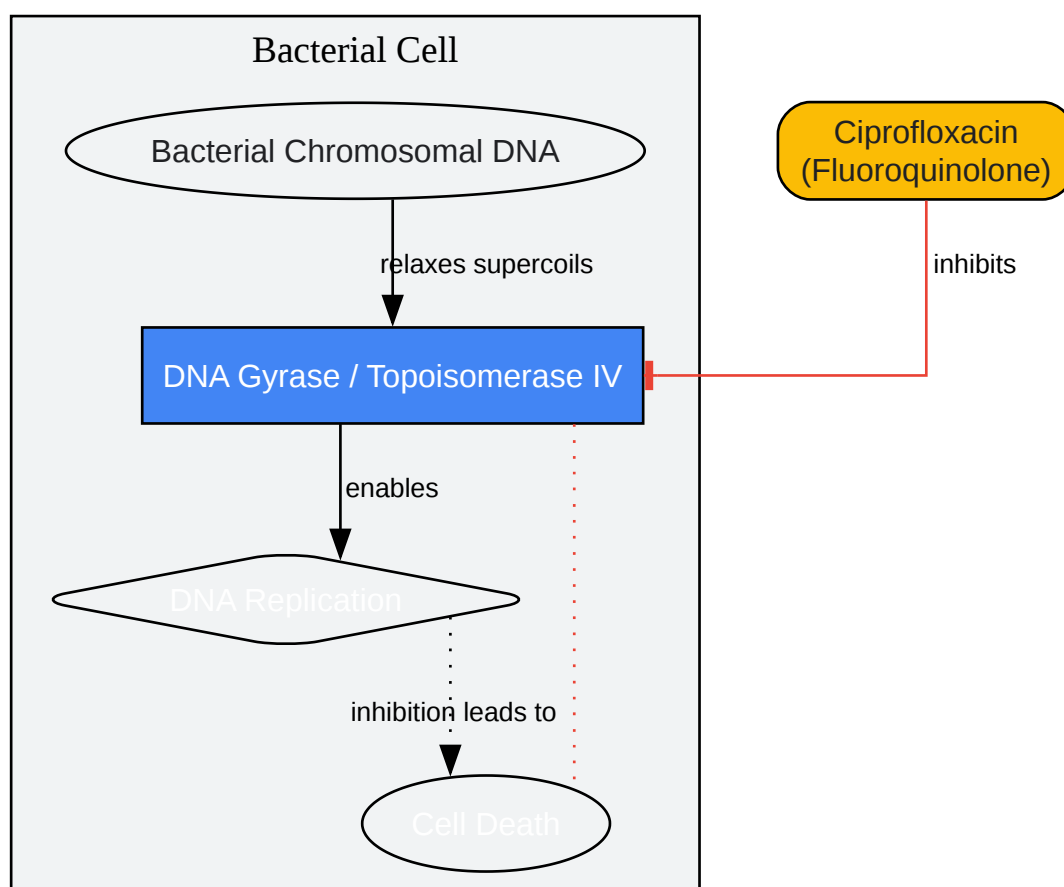 Bacterial Cell
Bacterial Chromosomal DNA
Ciprofloxacin
(Fluoroquinolone)
relaxes supercoils
inhibits
DNA Gyrase / Topoisomerase IV
enables
DNA Replication
inhibition leads to
Cell Death